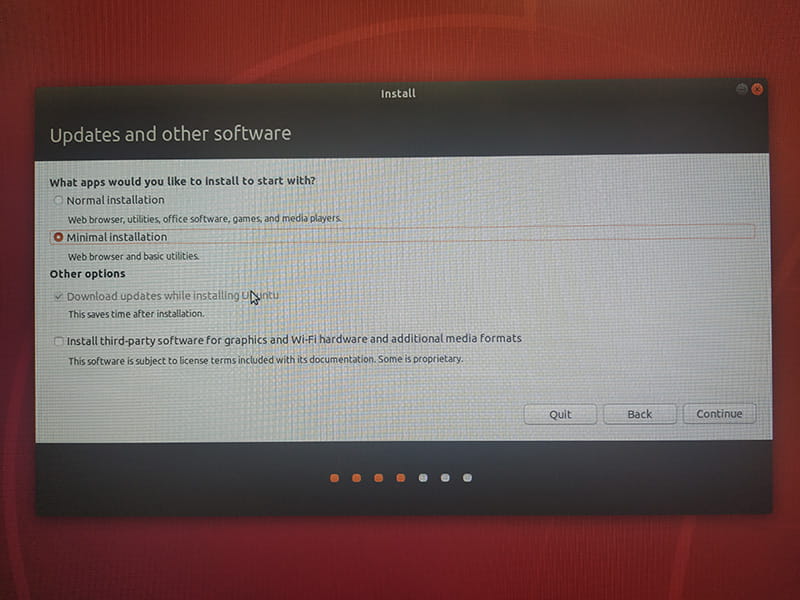 Install
Updates and other software
What apps would you like to install to start with?
Normal installation
Web browser, utilities, office software, games, and media players.
Minimal installation
Web browser and basic utilities.
Other options
Download updates while installing Ubuntu
This saves time after installation.
Install third-party software for graphics and Wi-Fi hardware and additional media formats
This software is subject to license terms included with its documentation. Some is proprietary.
Quit Back Continue